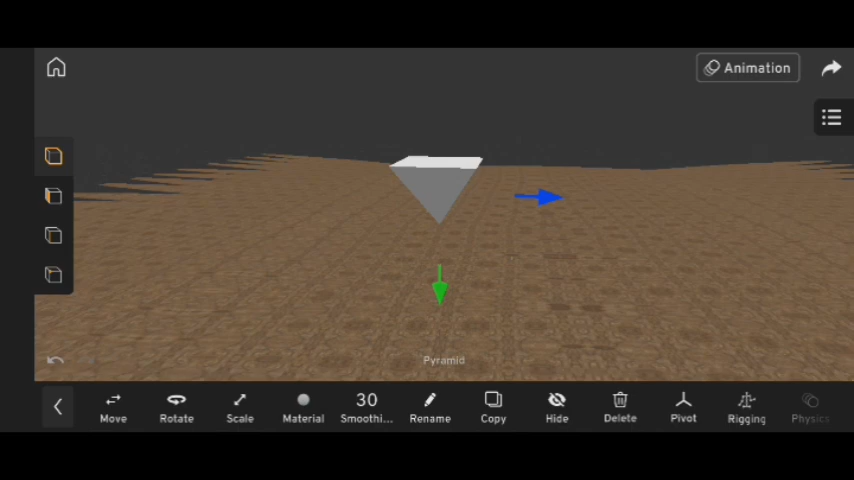 Animation
Pyramid
30
Move
Rotate
Scale
Material
Smoothi...
Rename
Copy
Hide
Delete
Pivot
Rigging
Physics